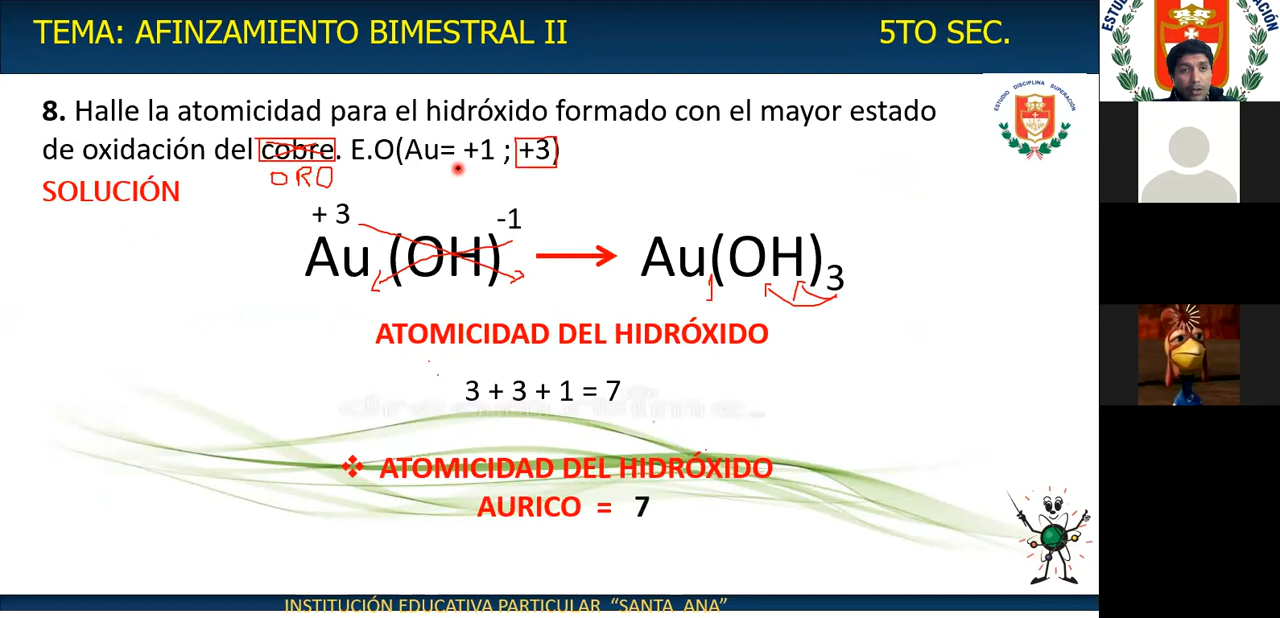 TEMA: AFINZAMIENTO BIMESTRAL II 5TO SEC.
8. Halle la atomicidad para el hidróxido formado con el mayor estado
de oxidación del cobre. E.O(Au= +1 ; +3)
ORO
SOLUCIÓN
+ 3 -1
Au (OH) → Au(OH)3
1
ATOMICIDAD DEL HIDRÓXIDO
3 + 3 + 1 = 7
❖ ATOMICIDAD DEL HIDRÓXIDO
AURICO = 7
INSTITUCIÓN EDUCATIVA PARTICULAR "SANTA ANA"
ESTUDIO DISCIPLINA SUPERACIÓN